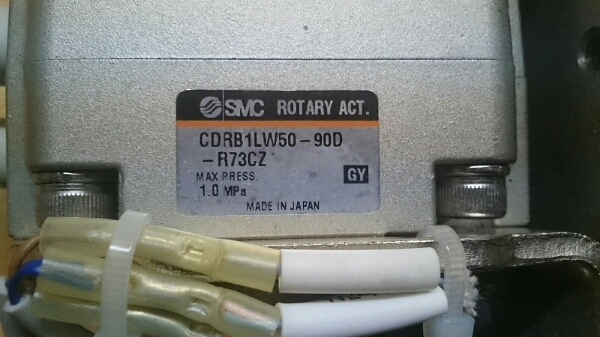 SMC ROTARY ACT.
CDRB1LW50-90D
-R73CZ
MAX PRESS.
1.0 MPa
GY
MADE IN JAPAN